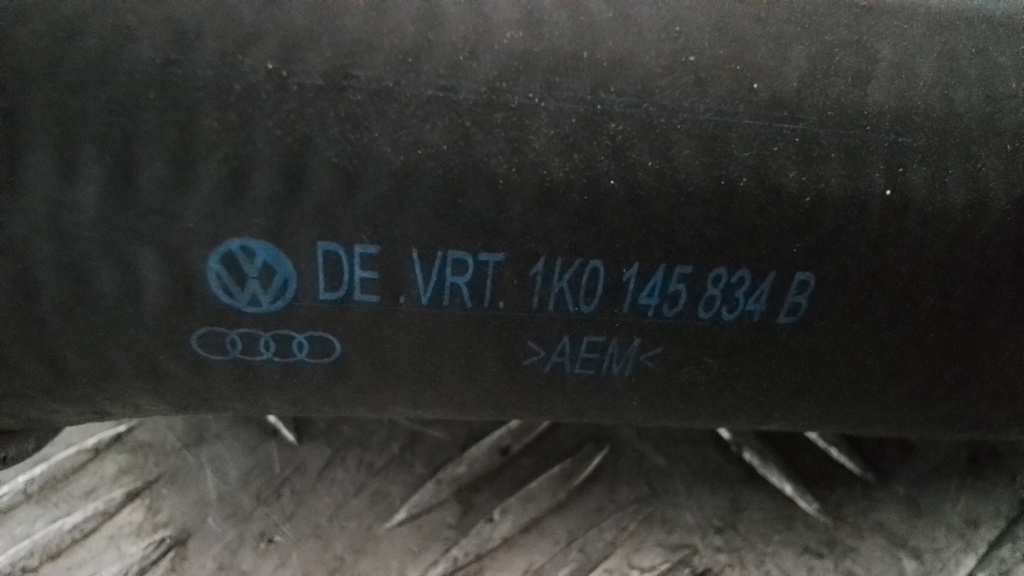 DE .VRT. 1K0 145 834 B
>AEM<